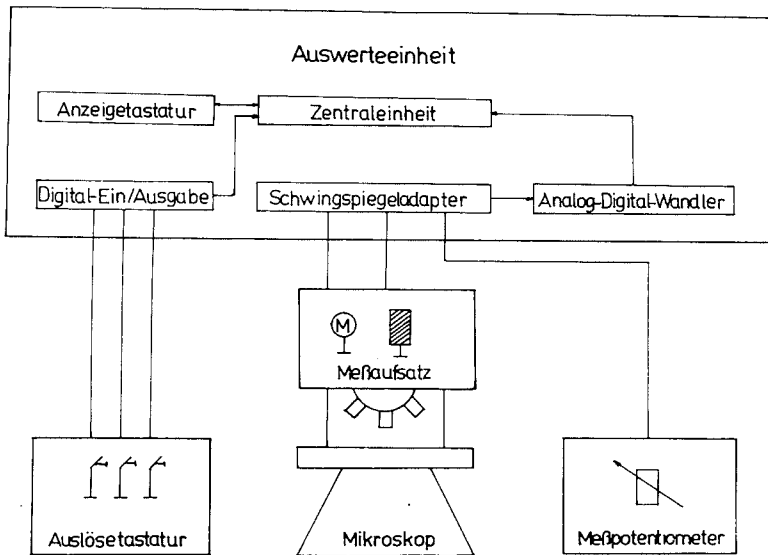 Auswerteeinheit
Anzeigetastatur
Zentraleinheit
Digital-Ein/Ausgabe
Schwingspiegeladapter
Analog-Digital-Wandler
M
Meßaufsatz
Auslösetastatur
Mikroskop
Meßpotentiometer